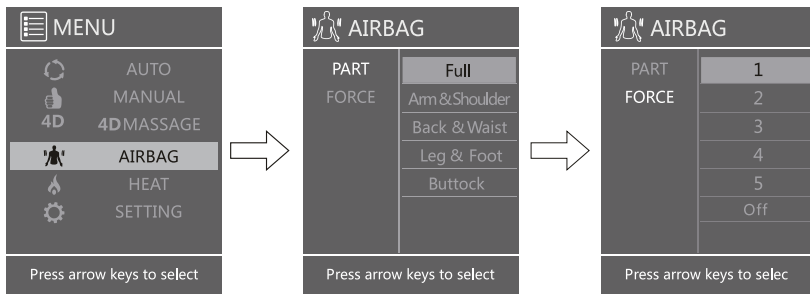 MENU
AUTO
MANUAL
4D 4D MASSAGE
AIRBAG
HEAT
SETTING
Press arrow keys to select
AIRBAG
PART Full
FORCE Arm & Shoulder
Back & Waist
Leg & Foot
Buttock
Press arrow keys to select
AIRBAG
PART 1
FORCE 2
3
4
5
Off
Press arrow keys to selec